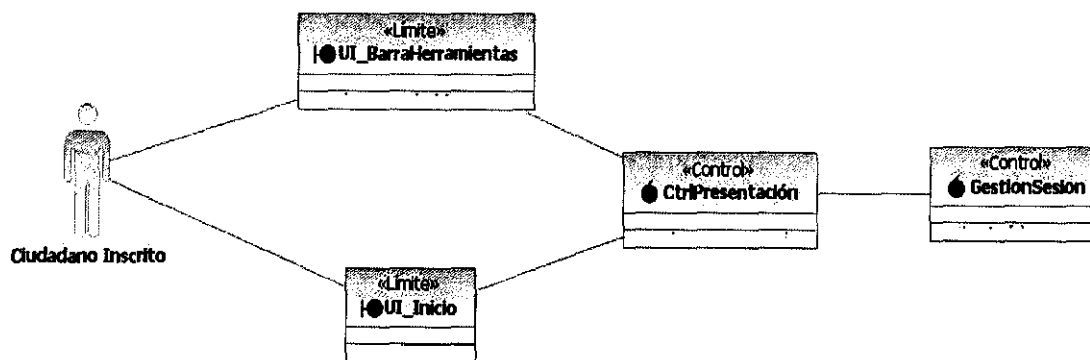 «Límite»
UI_BarraHerramientas
«Control»
CtrlPresentación
«Control»
GestionSesion
Ciudadano Inscrito
«Límite»
UI_Inicio